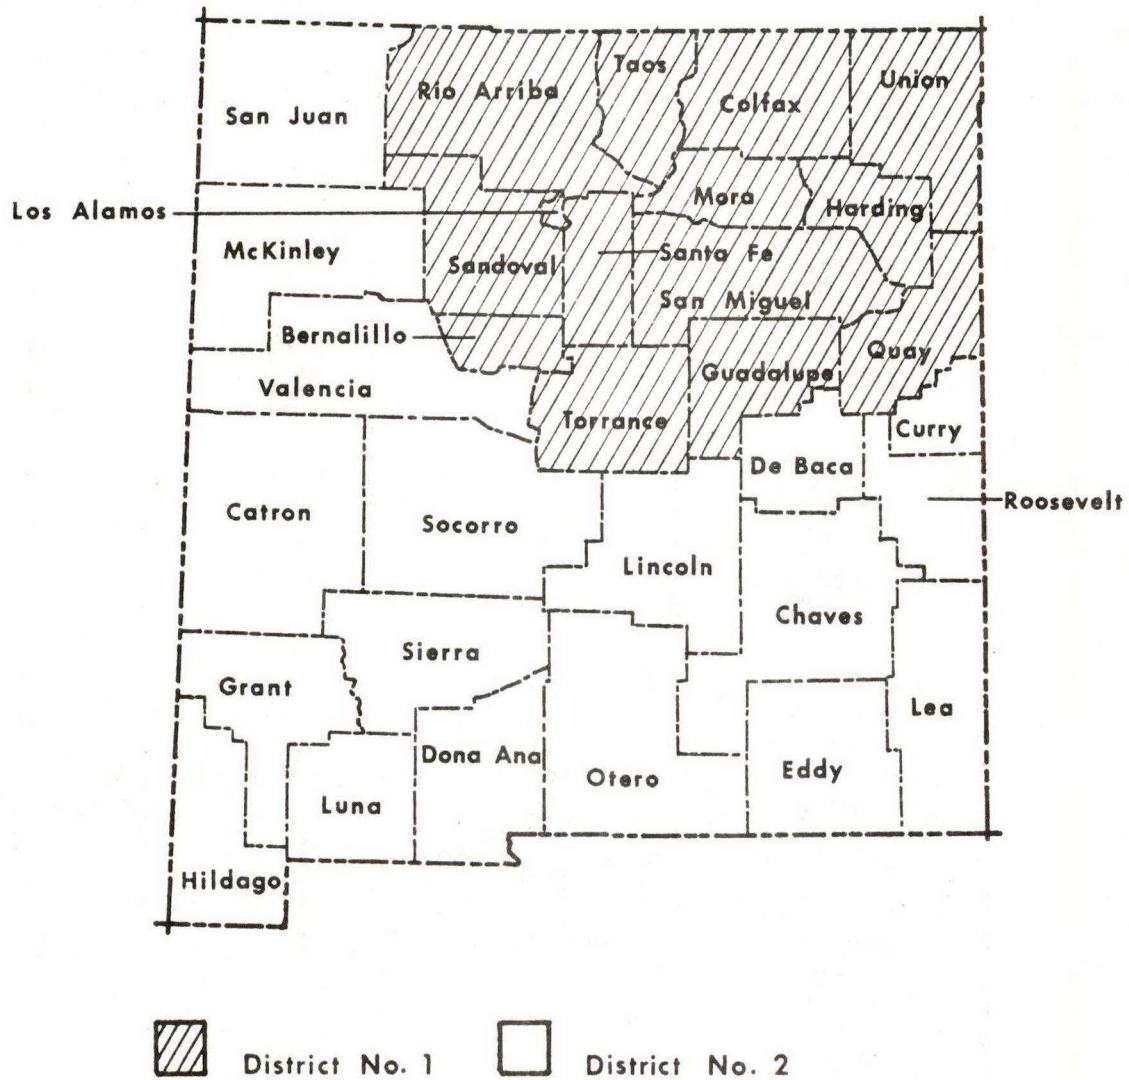 Taos
Union
Rio Arriba
Colfax
San Juan
Mora
Los Alamos
Harding
McKinley
Santa Fe
Sandoval
San Miguel
Bernalillo
Quay
Guadalupe
Valencia
Torrance
Curry
De Baca
Roosevelt
Catron
Socorro
Lincoln
Chaves
Sierra
Grant
Lea
Dona Ana
Eddy
Otero
Luna
Hildago
District No. 1
District No. 2